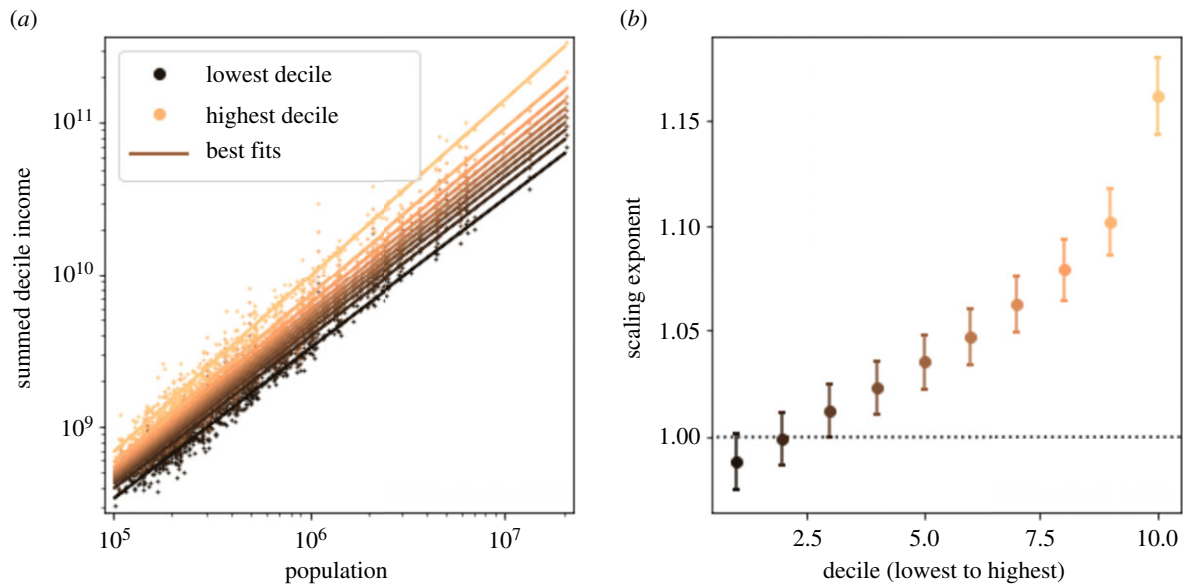 (a)
lowest decile
highest decile
best fits
10^11
10^10
10^9
summed decile income
10^5
10^6
10^7
population
(b)
1.15
1.10
1.05
1.00
scaling exponent
2.5
5.0
7.5
10.0
decile (lowest to highest)